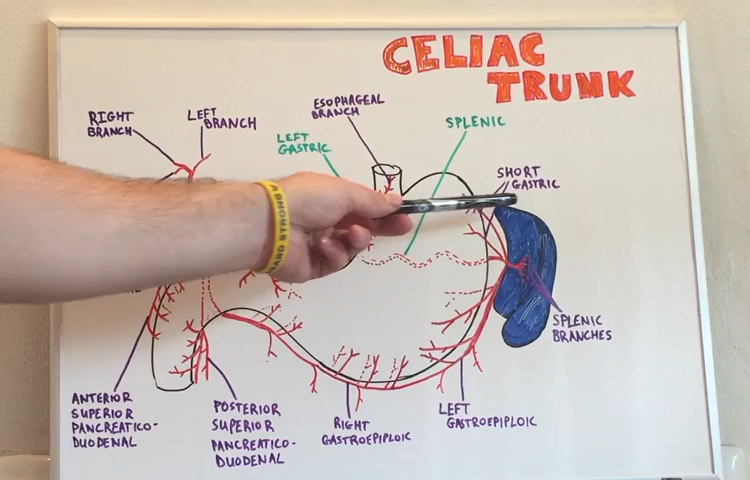 CELIAC
TRUNK
RIGHT
BRANCH
LEFT
BRANCH
ESOPHAGEAL
BRANCH
LEFT
GASTRIC
SPLENIC
SHORT
GASTRIC
SPLENIC
BRANCHES
ANTERIOR
SUPERIOR
PANCREATICO-
DUODENAL
POSTERIOR
SUPERIOR
PANCREATICO-
DUODENAL
RIGHT
GASTROEPIPLOIC
LEFT
GASTROEPIPLOIC